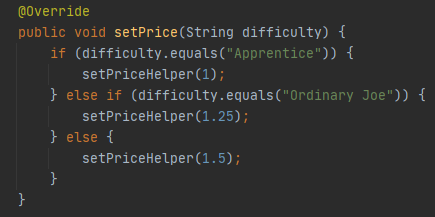 @Override
public void setPrice(String difficulty) {
    if (difficulty.equals("Apprentice")) {
        setPriceHelper(1);
    } else if (difficulty.equals("Ordinary Joe")) {
        setPriceHelper(1.25);
    } else {
        setPriceHelper(1.5);
    }
}